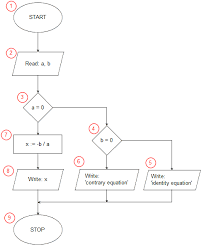 1
START
2
Read: a, b
3
a = 0
4
7
x = -b / a
b = 0
8
6
5
Write: x
Write:
'contrary equation'
Write:
'identity equation'
9
STOP